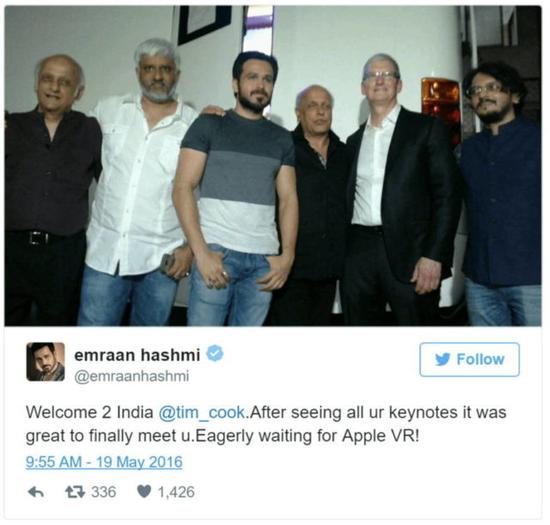 emraan hashmi
@emraanhashmi
Follow
Welcome 2 India @tim_cook.After seeing all ur keynotes it was
great to finally meet u.Eagerly waiting for Apple VR!
9:55 AM - 19 May 2016
336 1,426